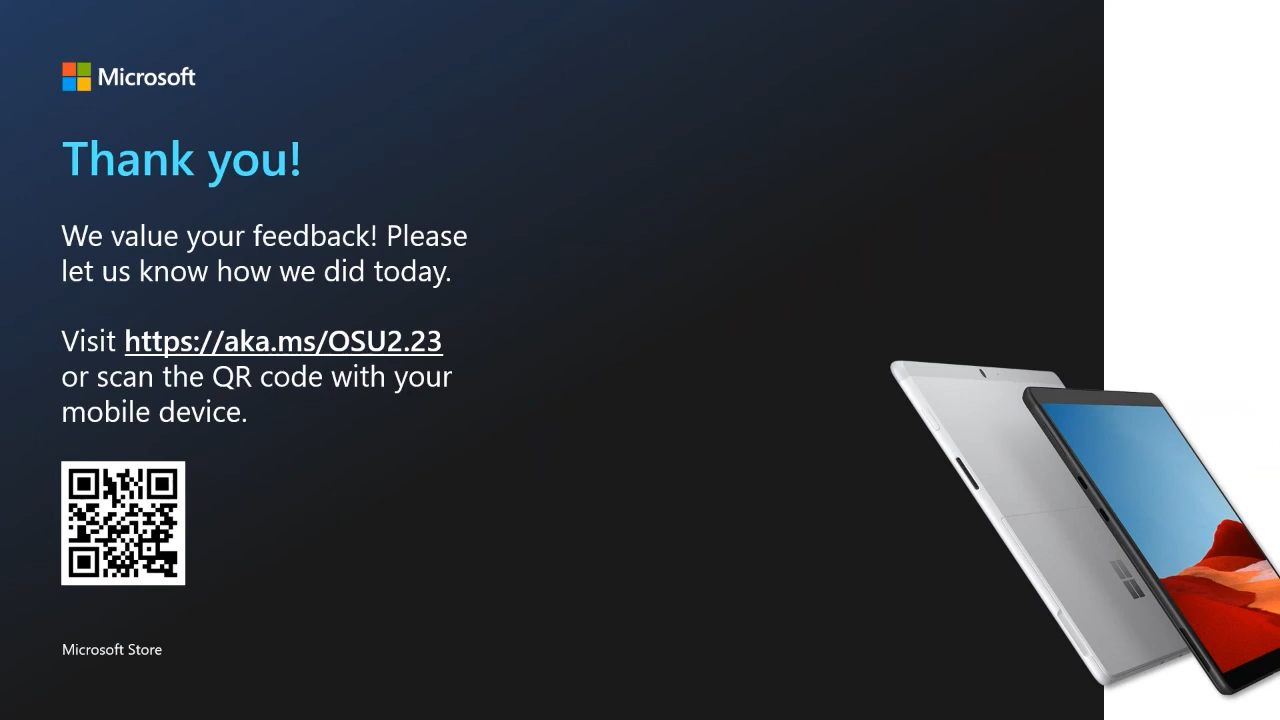 Microsoft
Thank you!
We value your feedback! Please
let us know how we did today.
Visit https://aka.ms/OSU2.23
or scan the QR code with your
mobile device.
Microsoft Store